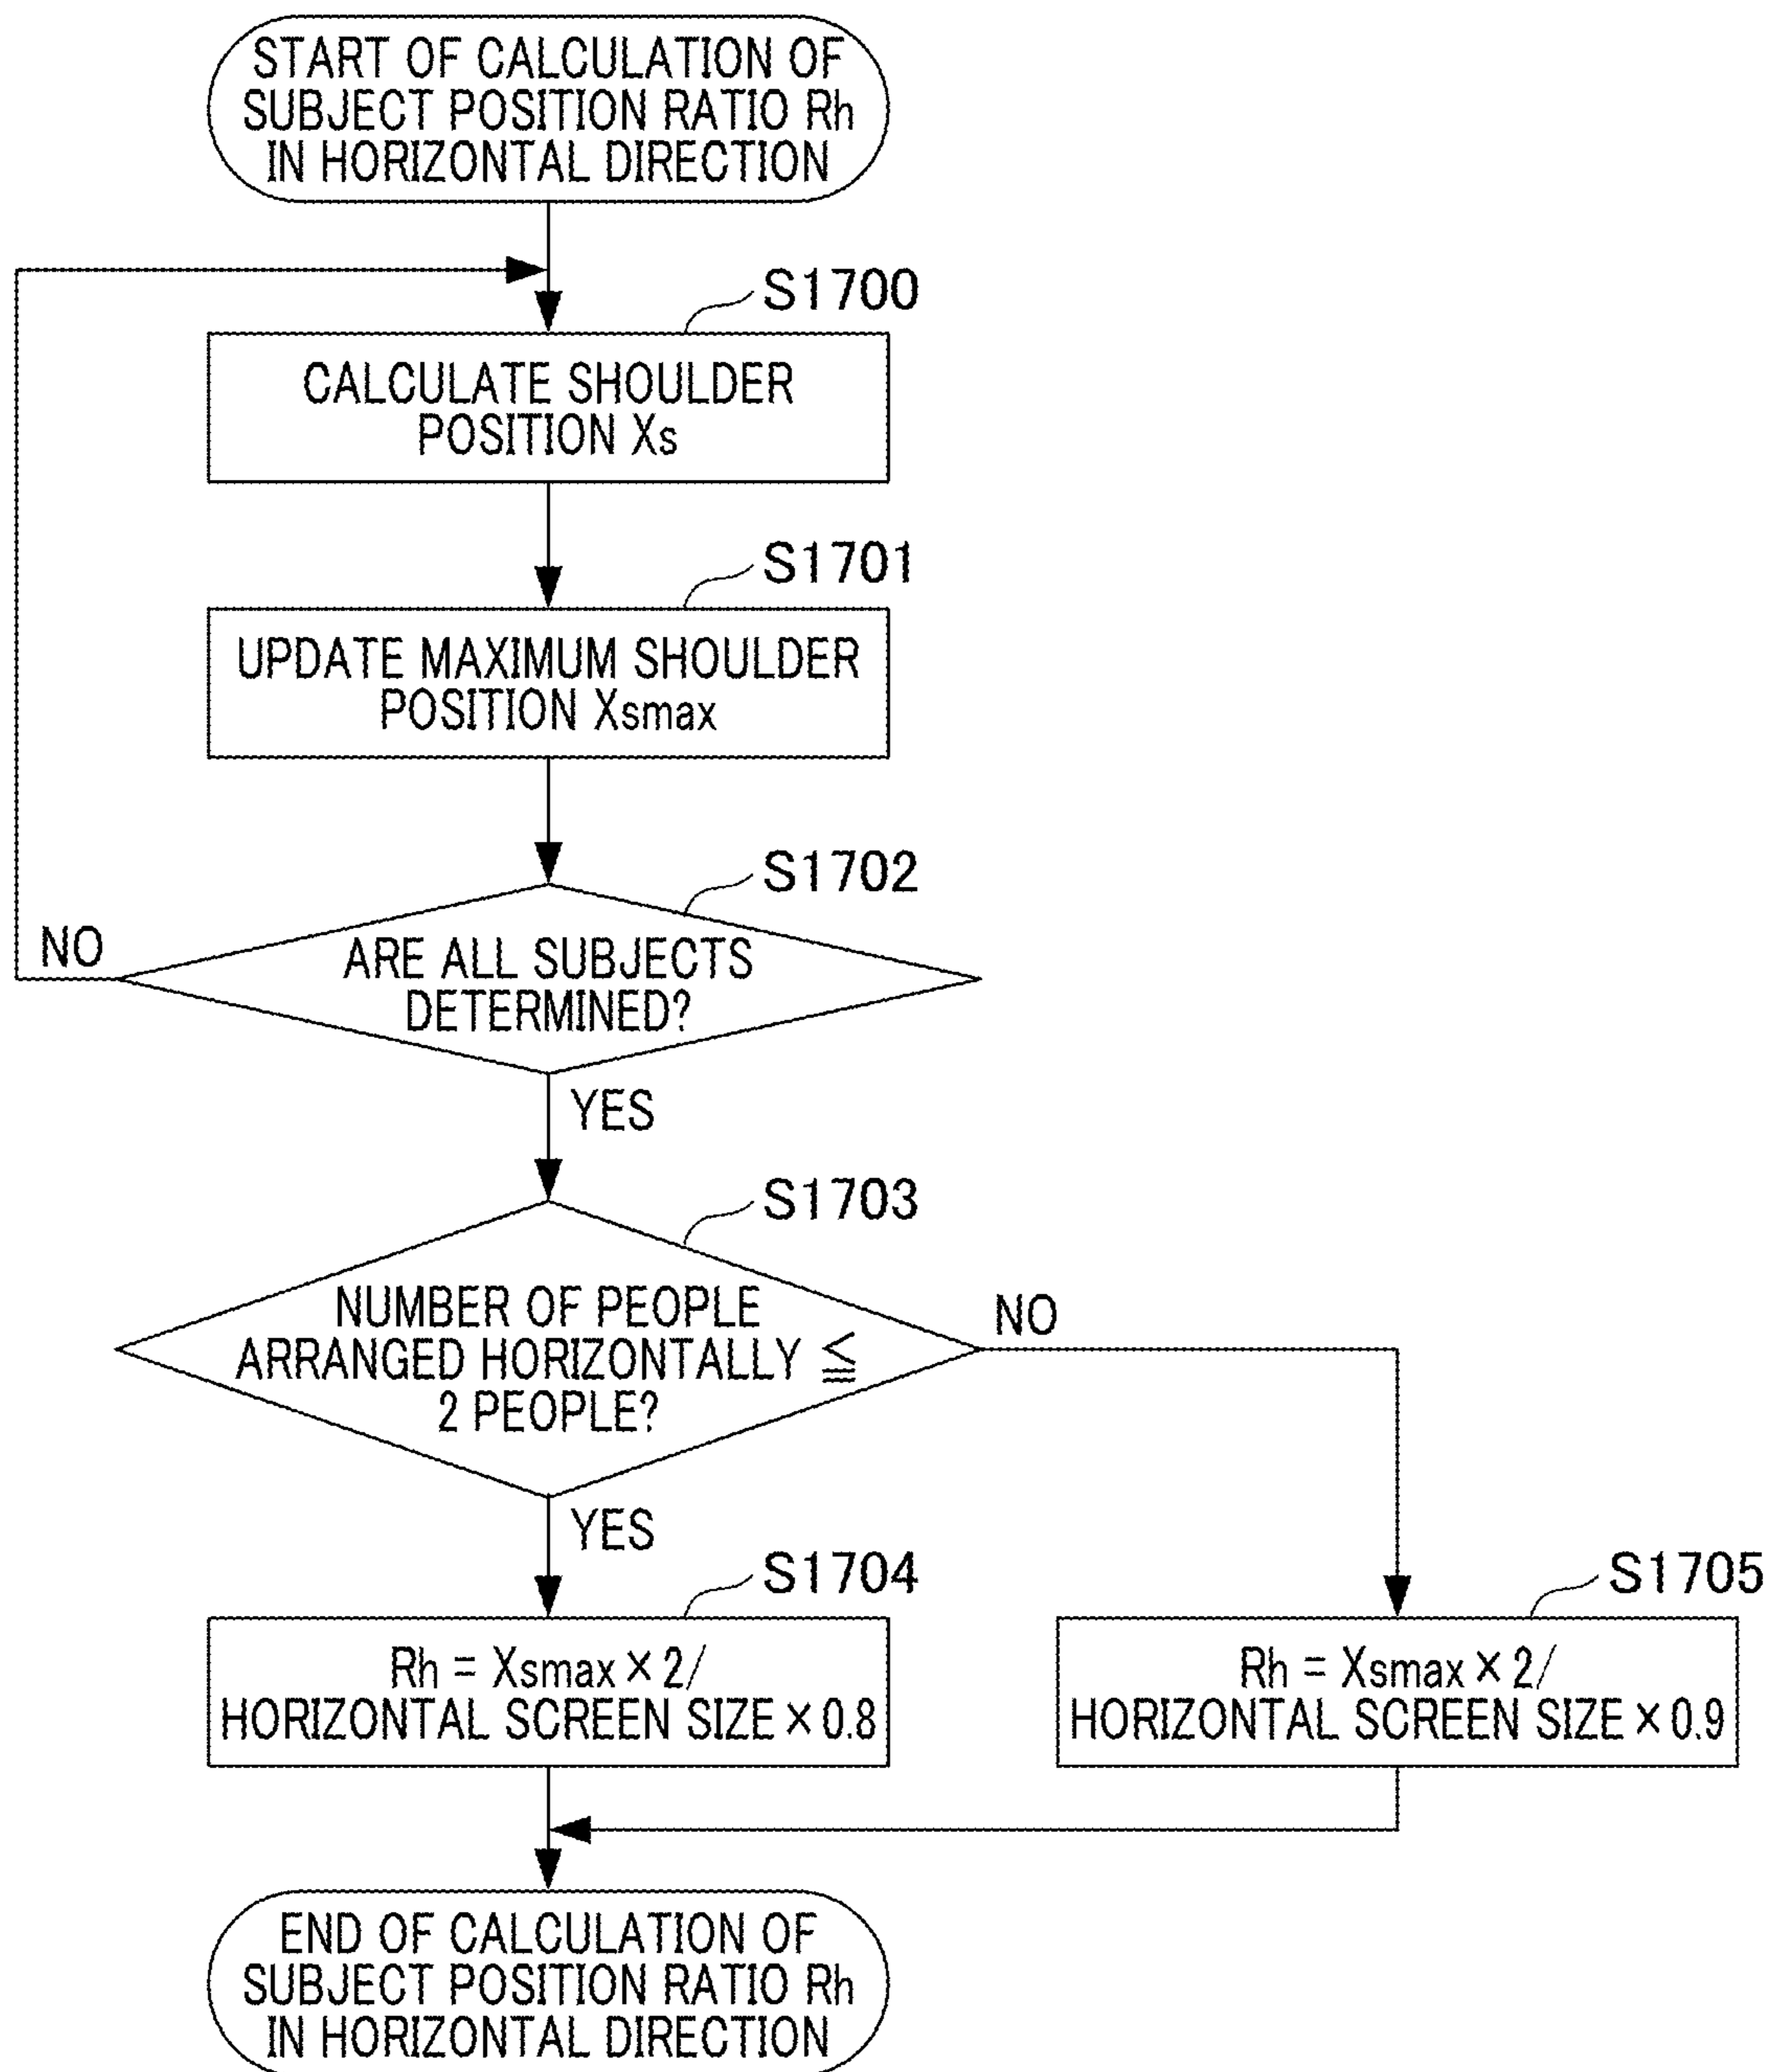 START OF CALCULATION OF
SUBJECT POSITION RATIO Rh
IN HORIZONTAL DIRECTION
S1700
CALCULATE SHOULDER
POSITION Xs
S1701
UPDATE MAXIMUM SHOULDER
POSITION Xsmax
S1702
NO
ARE ALL SUBJECTS
DETERMINED?
YES
S1703
NUMBER OF PEOPLE
ARRANGED HORIZONTALLY ≦
2 PEOPLE?
NO
YES
S1704
Rh = Xsmax × 2/
HORIZONTAL SCREEN SIZE × 0.8
S1705
Rh = Xsmax × 2/
HORIZONTAL SCREEN SIZE × 0.9
END OF CALCULATION OF
SUBJECT POSITION RATIO Rh
IN HORIZONTAL DIRECTION